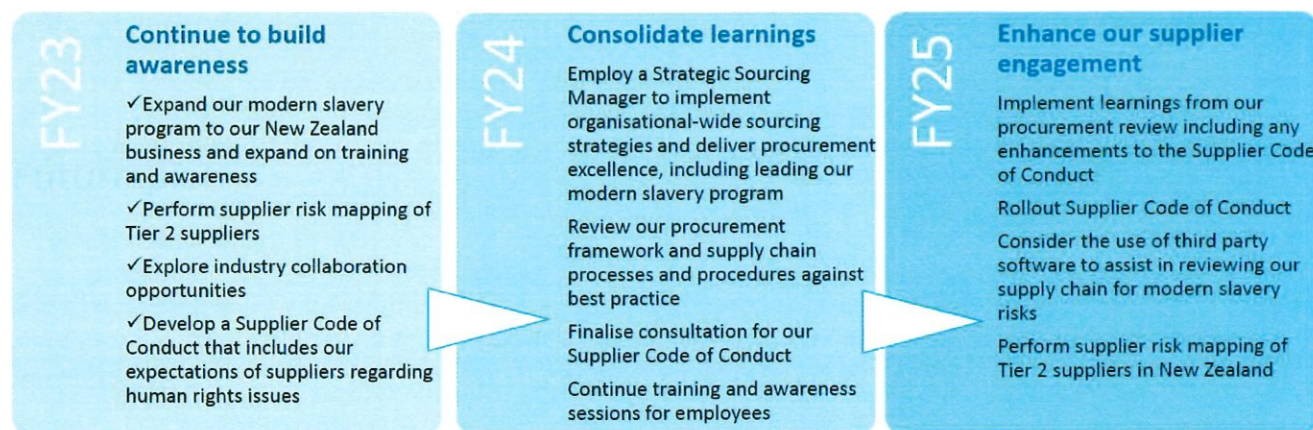 FY23
Continue to build
awareness
✓Expand our modern slavery
program to our New Zealand
business and expand on training
and awareness
✓Perform supplier risk mapping of
Tier 2 suppliers
✓Explore industry collaboration
opportunities
✓Develop a Supplier Code of
Conduct that includes our
expectations of suppliers regarding
human rights issues
FY24
Consolidate learnings
Employ a Strategic Sourcing
Manager to implement
organisational-wide sourcing
strategies and deliver procurement
excellence, including leading our
modern slavery program
Review our procurement
framework and supply chain
processes and procedures against
best practice
Finalise consultation for our
Supplier Code of Conduct
Continue training and awareness
sessions for employees
FY25
Enhance our supplier
engagement
Implement learnings from our
procurement review including any
enhancements to the Supplier Code
of Conduct
Rollout Supplier Code of Conduct
Consider the use of third party
software to assist in reviewing our
supply chain for modern slavery
risks
Perform supplier risk mapping of
Tier 2 suppliers in New Zealand